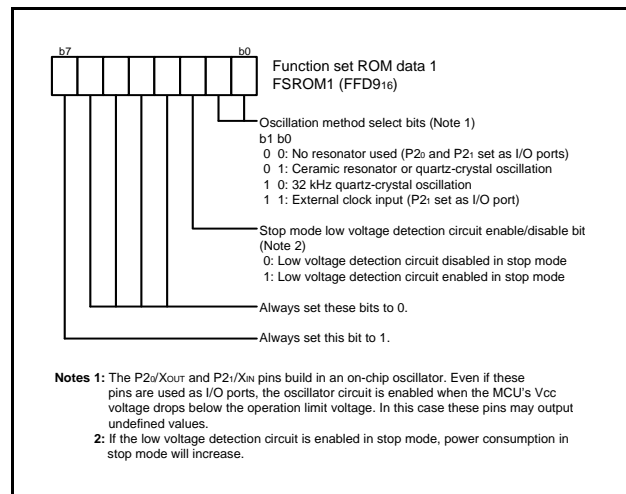 b7 b0
Function set ROM data 1
FSROM1 (FFD916)
Oscillation method select bits (Note 1)
b1 b0
0 0: No resonator used (P20 and P21 set as I/O ports)
0 1: Ceramic resonator or quartz-crystal oscillation
1 0: 32 kHz quartz-crystal oscillation
1 1: External clock input (P21 set as I/O port)
Stop mode low voltage detection circuit enable/disable bit
(Note 2)
0: Low voltage detection circuit disabled in stop mode
1: Low voltage detection circuit enabled in stop mode
Always set these bits to 0.
Always set this bit to 1.
Notes 1: The P20/XOUT and P21/XIN pins build in an on-chip oscillator. Even if these
pins are used as I/O ports, the oscillator circuit is enabled when the MCU's Vcc
voltage drops below the operation limit voltage. In this case these pins may output
undefined values.
2: If the low voltage detection circuit is enabled in stop mode, power consumption in
stop mode will increase.